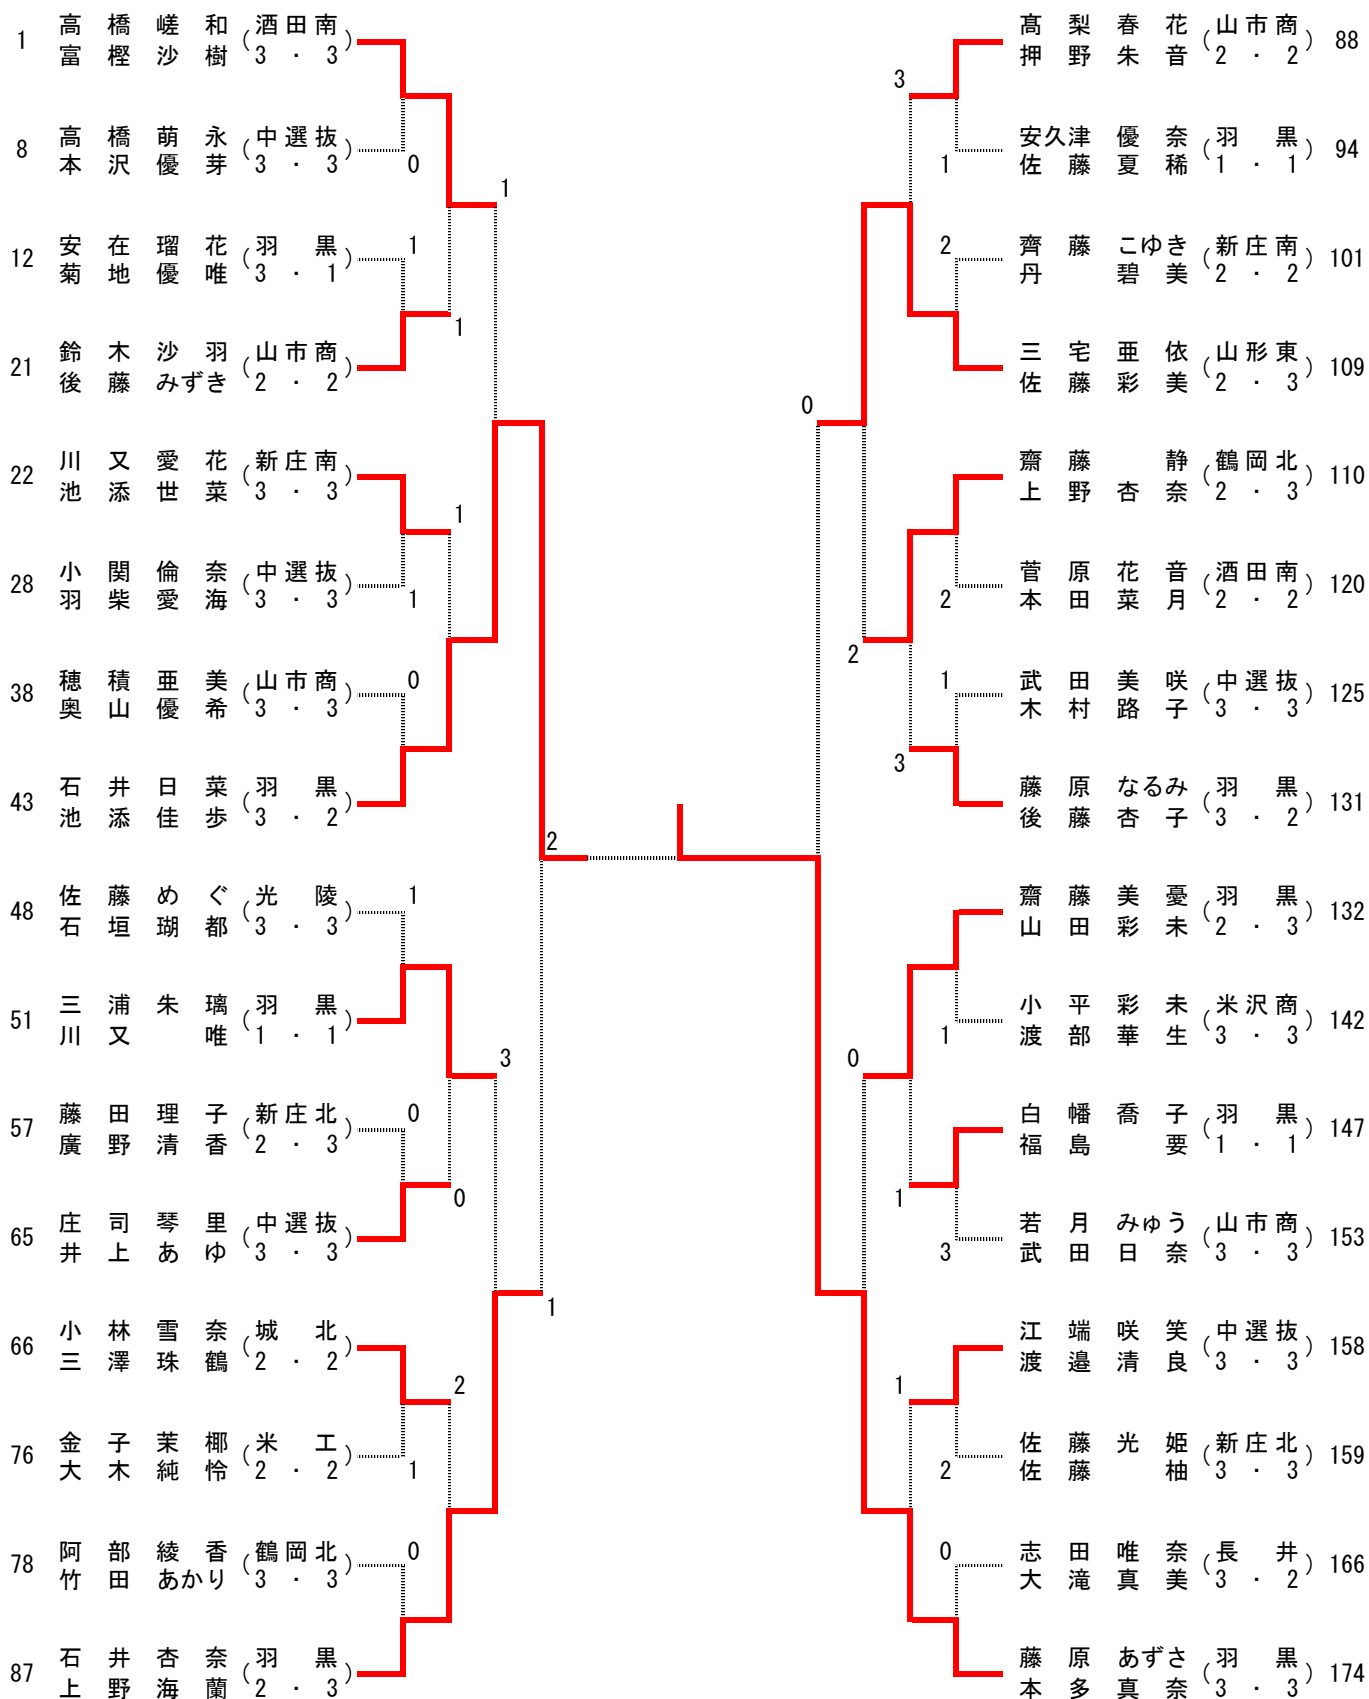 1 高橋嵯和 (酒田南)
富樫沙樹 (3・3)
0
8 高橋萌永 (中選抜)
本沢優芽 (3・3)
1
12 安在瑠花 (羽黒)
菊地優唯 (3・1)
1
1
21 鈴木沙羽 (山市商)
後藤みずき (2・2)
22 川又愛花 (新庄南)
池添世菜 (3・3)
1
28 小関倫奈 (中選抜)
羽柴愛海 (3・3)
1
38 穂積亜美 (山市商)
奥山優希 (3・3)
0
43 石井日菜 (羽黒)
池添佳歩 (3・2)
2
48 佐藤めぐ (光陵)
石垣瑚都 (3・3)
1
51 三浦朱璃 (羽黒)
川又唯 (1・1)
3
57 藤田理子 (新庄北)
廣野清香 (2・3)
0
0
65 庄司琴里 (中選抜)
井上あゆ (3・3)
1
66 小林雪奈 (城北)
三澤珠鶴 (2・2)
2
76 金子茉椰 (米工)
大木純怜 (2・2)
1
78 阿部綾香 (鶴岡北)
竹田あかり (3・3)
0
87 石井杏奈 (羽黒)
上野海蘭 (2・3)
髙梨春花 (山市商) 88
押野朱音 (2・2)
3
安久津優奈 (羽黒) 94
佐藤夏稀 (1・1)
1
齊藤こゆき (新庄南) 101
丹碧美 (2・2)
2
三宅亜依 (山形東) 109
佐藤彩美 (2・3)
0
齋藤静 (鶴岡北) 110
上野杏奈 (2・3)
菅原花音 (酒田南) 120
本田菜月 (2・2)
2
2
武田美咲 (中選抜) 125
木村路子 (3・3)
1
3
藤原なるみ (羽黒) 131
後藤杏子 (3・2)
齋藤美憂 (羽黒) 132
山田彩未 (2・3)
小平彩未 (米沢商) 142
渡部華生 (3・3)
1
0
白幡喬子 (羽黒) 147
福島要 (1・1)
1
若月みゅう (山市商) 153
武田日奈 (3・3)
3
江端咲笑 (中選抜) 158
渡邉清良 (3・3)
1
佐藤光姫 (新庄北) 159
佐藤柚 (3・3)
2
志田唯奈 (長井) 166
大滝真美 (3・2)
0
藤原あずさ (羽黒) 174
本多真奈 (3・3)